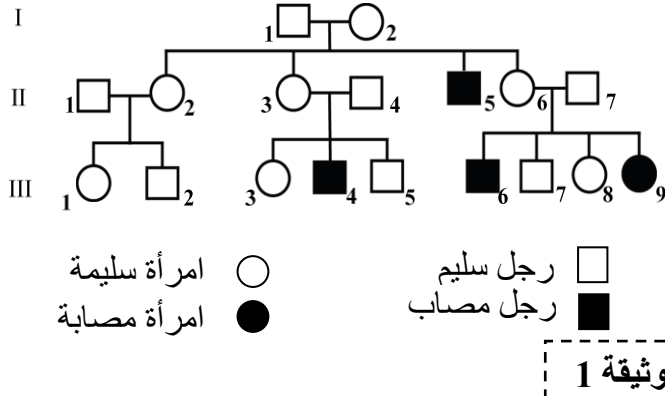 I
1 2
II
1 2 3 4 5 6 7
III
1 2 3 4 5 6 7 8 9
امرأة سليمة
رجل سليم
امرأة مصابة
رجل مصاب
وثيقة 1